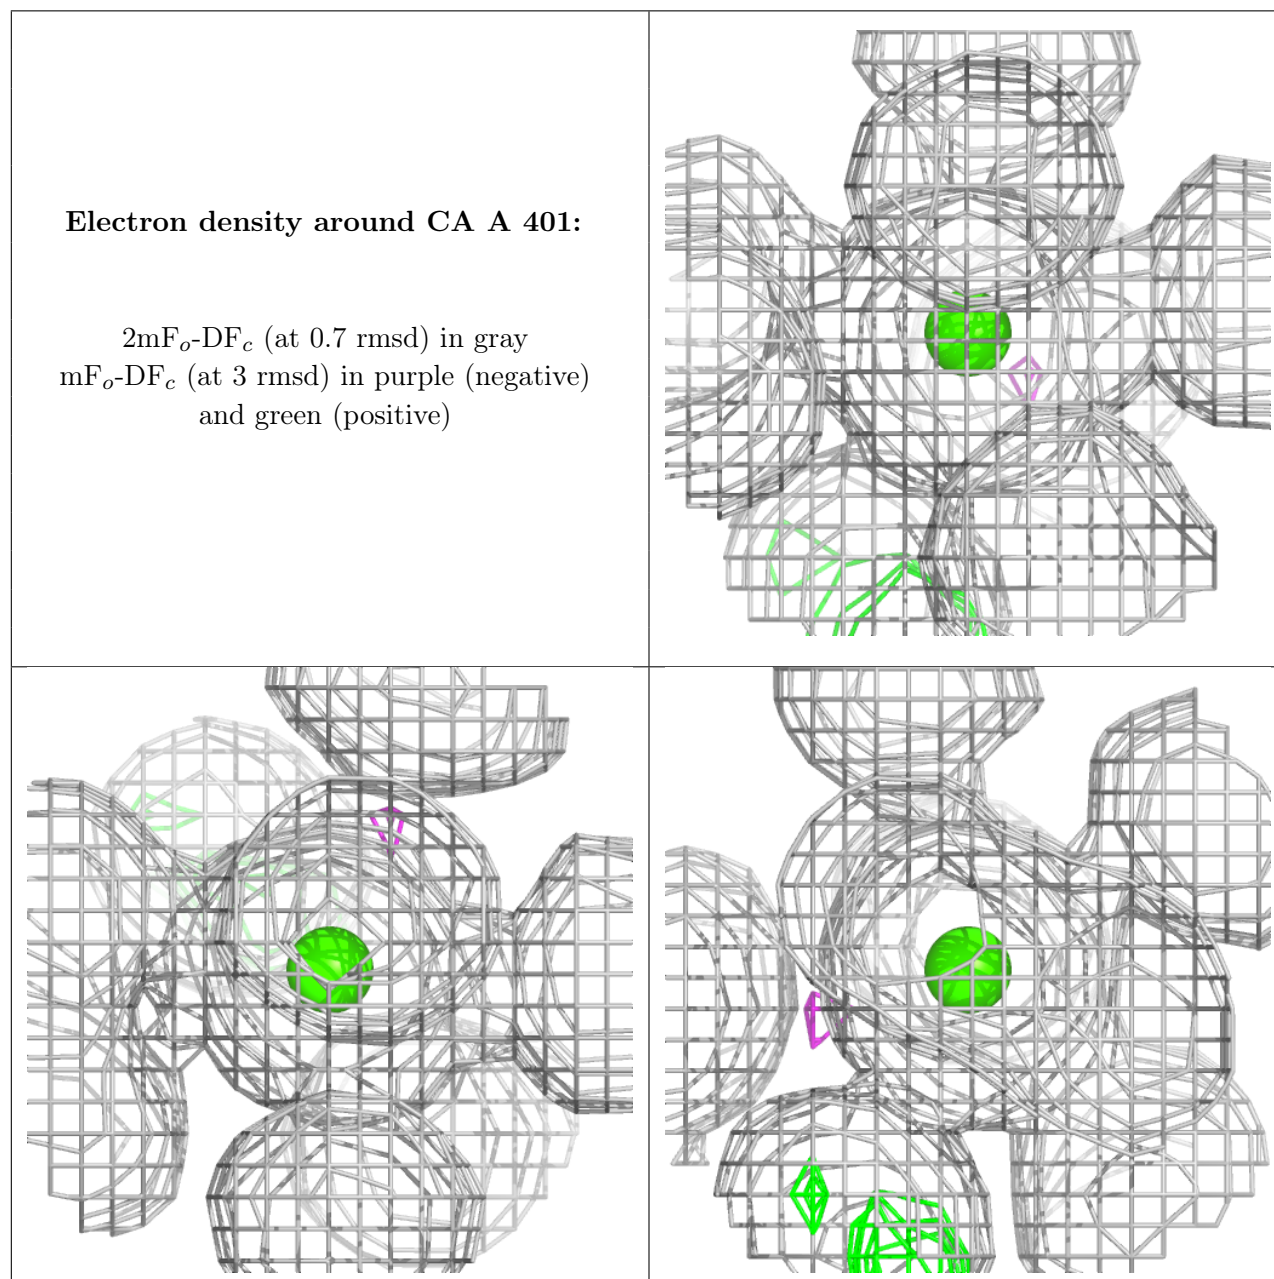 Electron density around CA A 401:
2mFo-DFc (at 0.7 rmsd) in gray
mFo-DFc (at 3 rmsd) in purple (negative)
and green (positive)